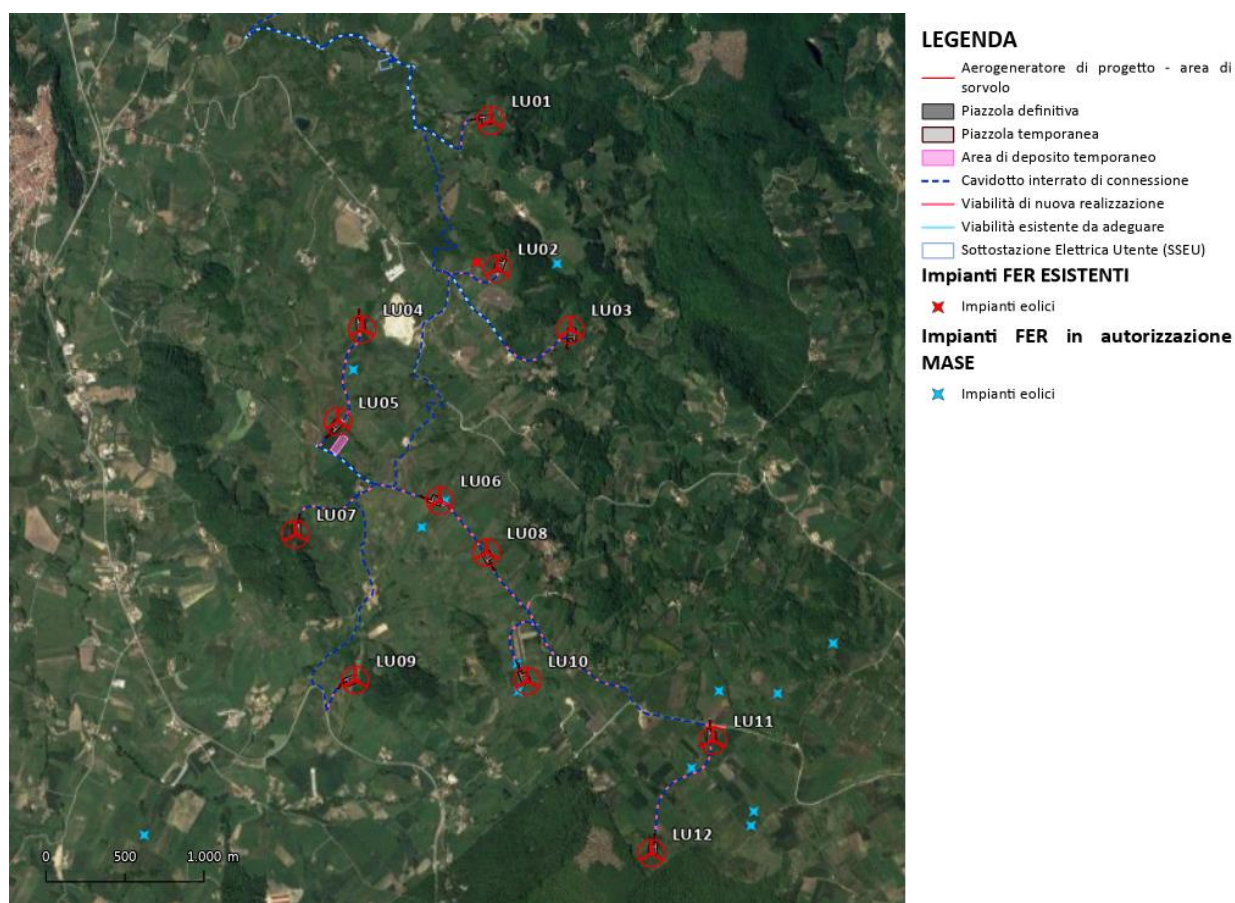 LU01
LU02
LU04
LU03
LU05
LU06
LU07
LU08
LU09
LU10
LU11
LU12
0 500 1.000 m
LEGENDA
Aerogeneratore di progetto - area di
sorvolo
Piazzola definitiva
Piazzola temporanea
Area di deposito temporaneo
Cavidotto interrato di connessione
Viabilità di nuova realizzazione
Viabilità esistente da adeguare
Sottostazione Elettrica Utente (SSEU)
Impianti FER ESISTENTI
Impianti eolici
Impianti FER in autorizzazione
MASE
Impianti eolici